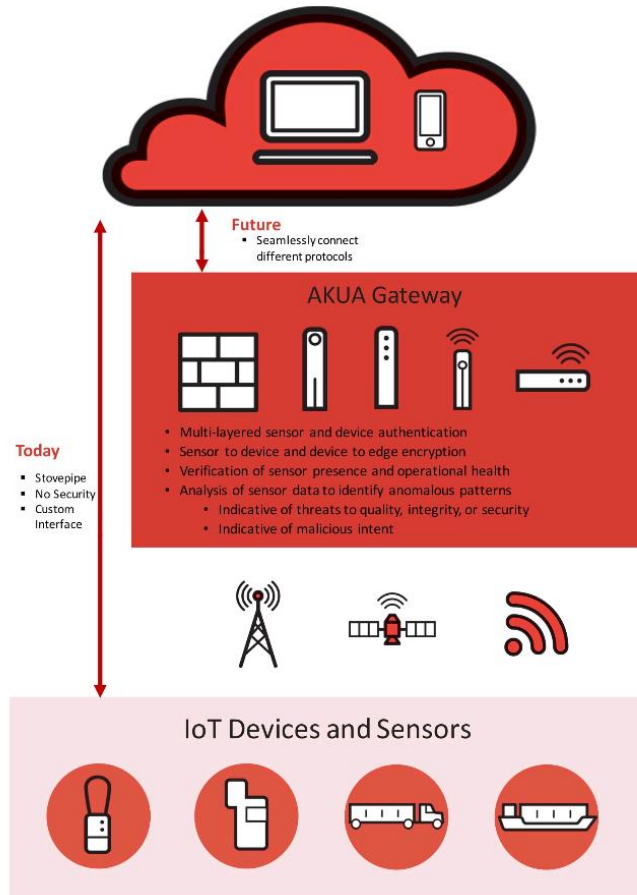 Future
▪ Seamlessly connect
different protocols
AKUA Gateway
• Multi-layered sensor and device authentication
• Sensor to device and device to edge encryption
• Verification of sensor presence and operational health
• Analysis of sensor data to identify anomalous patterns
• Indicative of threats to quality, integrity, or security
• Indicative of malicious intent
Today
▪ Stovepipe
▪ No Security
▪ Custom
Interface
IoT Devices and Sensors